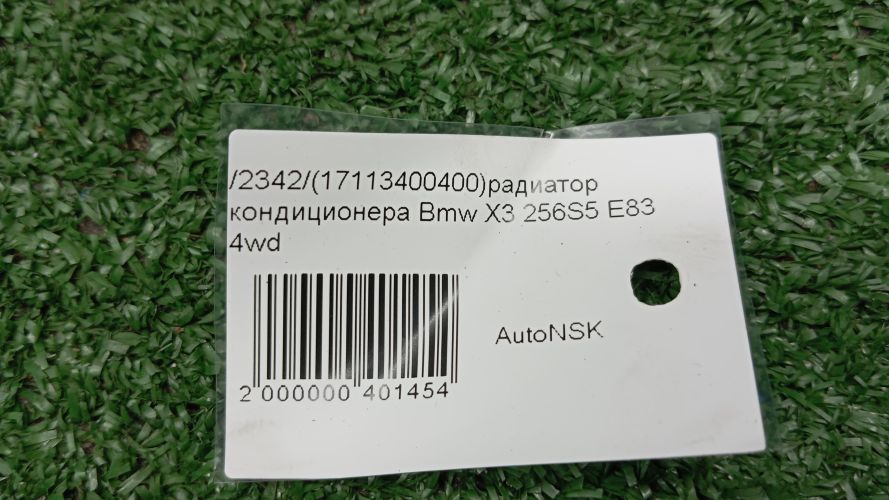 /2342/(17113400400)радиатор
кондиционера Bmw X3 256S5 E83
4wd
AutoNSK
2 000000 401454